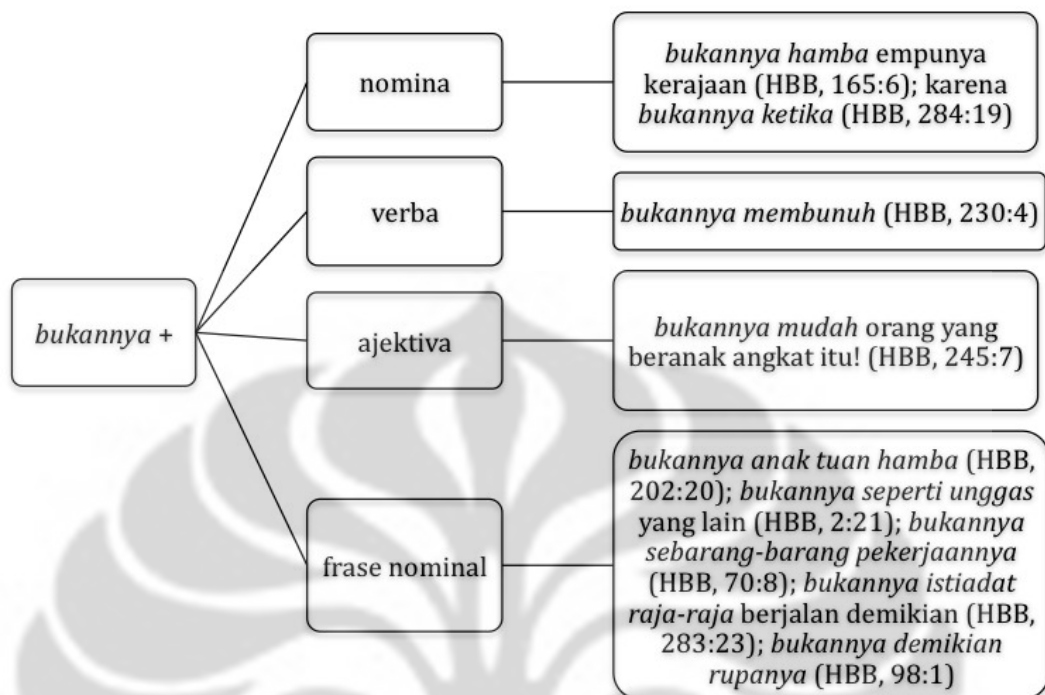 bukannya +
nomina
bukannya hamba empunya
kerajaan (HBB, 165:6); karena
bukannya ketika (HBB, 284:19)
verba
bukannya membunuh (HBB, 230:4)
ajektiva
bukannya mudah orang yang
beranak angkat itu! (HBB, 245:7)
frase nominal
bukannya anak tuan hamba (HBB,
202:20); bukannya seperti unggas
yang lain (HBB, 2:21); bukannya
sebarang-barang pekerjaannya
(HBB, 70:8); bukannya istiadat
raja-raja berjalan demikian (HBB,
283:23); bukannya demikian
rupanya (HBB, 98:1)